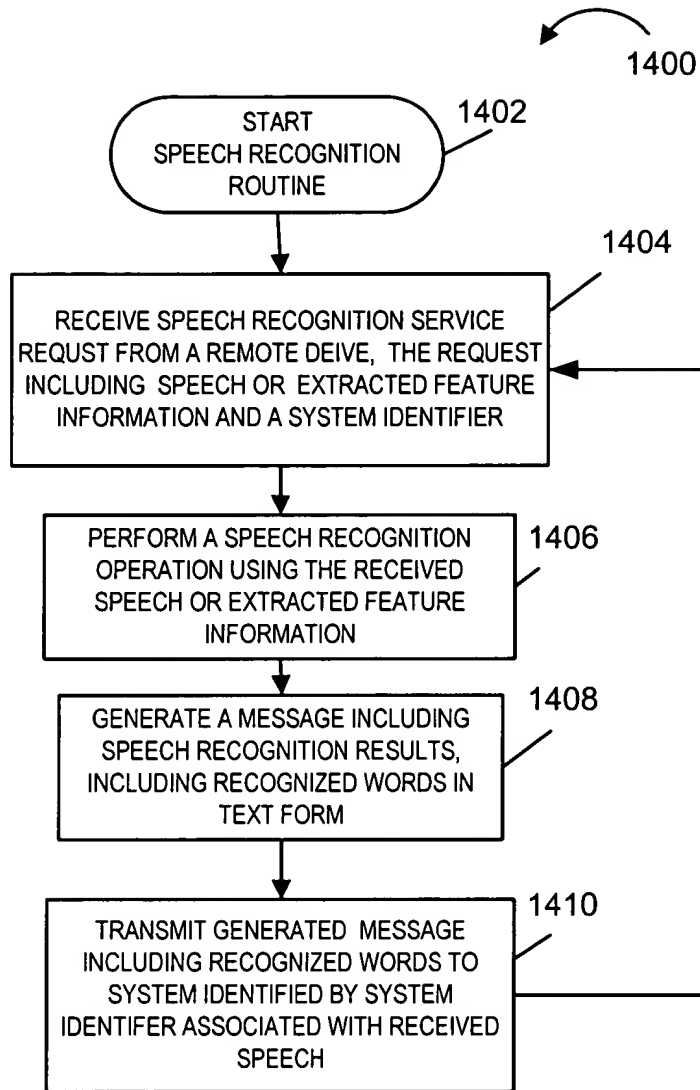 1400
START
SPEECH RECOGNITION
ROUTINE
1402
1404
RECEIVE SPEECH RECOGNITION SERVICE
REQUST FROM A REMOTE DEIVE, THE REQUEST
INCLUDING SPEECH OR EXTRACTED FEATURE
INFORMATION AND A SYSTEM IDENTIFIER
1406
PERFORM A SPEECH RECOGNITION
OPERATION USING THE RECEIVED
SPEECH OR EXTRACTED FEATURE
INFORMATION
1408
GENERATE A MESSAGE INCLUDING
SPEECH RECOGNITION RESULTS,
INCLUDING RECOGNIZED WORDS IN
TEXT FORM
1410
TRANSMIT GENERATED MESSAGE
INCLUDING RECOGNIZED WORDS TO
SYSTEM IDENTIFIED BY SYSTEM
IDENTIFER ASSOCIATED WITH RECEIVED
SPEECH